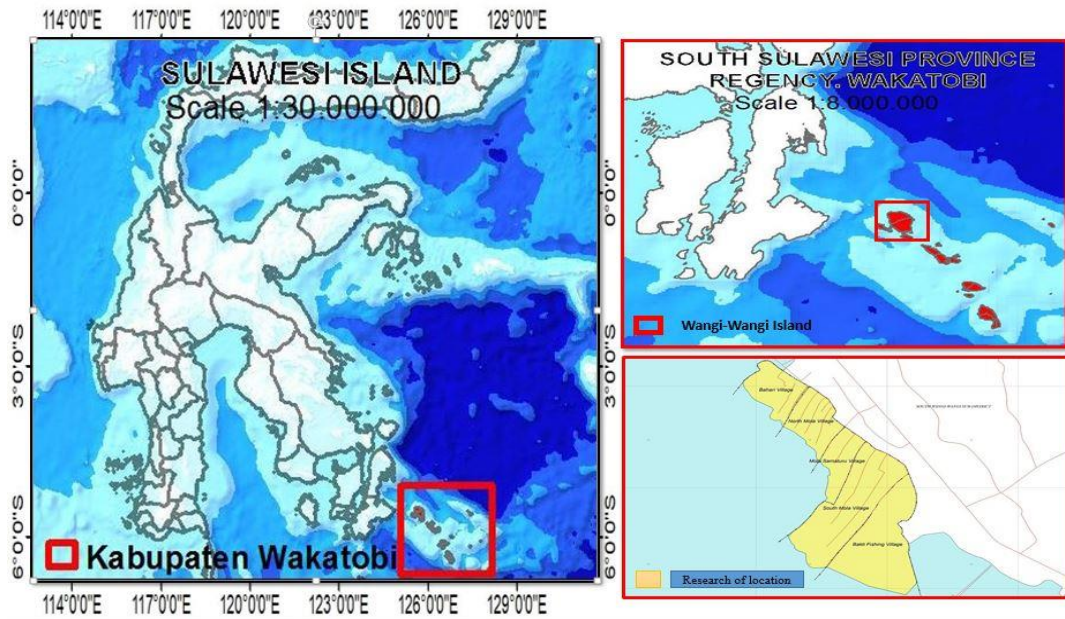 114°0'0"E 117°0'0"E 120°0'0"E 123°0'0"E 126°0'0"E 129°0'0"E
SULAWESI ISLAND
Scale 1:30.000.000
0°0'0"
3°0'0"S
6°0'0"S
0°0'0"
3°0'0"S
6°0'0"S
Kabupaten Wakatobi
114°0'0"E 117°0'0"E 120°0'0"E 123°0'0"E 126°0'0"E 129°0'0"E
SOUTH SULAWESI PROVINCE
REGENCY. WAKATOBI
Scale 1:8.000.000
Wangi-Wangi Island
Bahari Village
North Mola Village
Mola Samaturu Village
South Mola Village
Bakti Fishing Village
Research of location